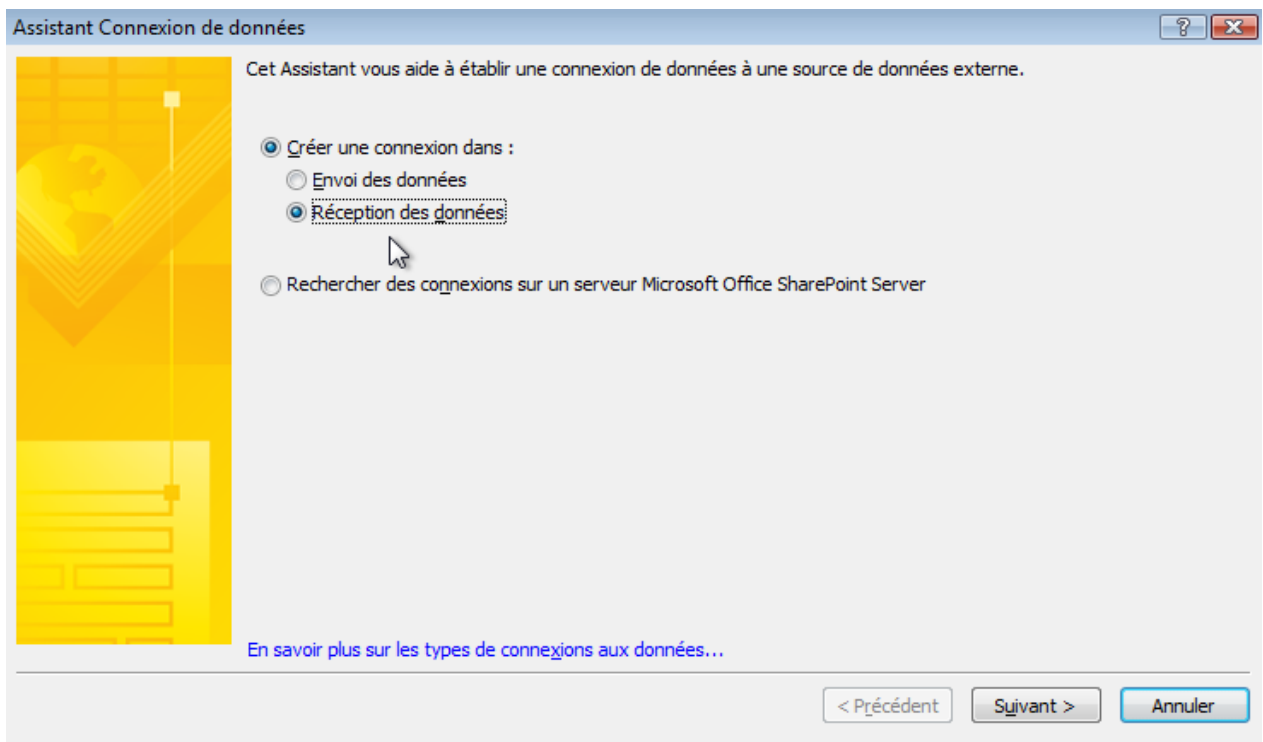 Assistant Connexion de données
Cet Assistant vous aide à établir une connexion de données à une source de données externe.
Créer une connexion dans :
Envoi des données
Réception des données
Rechercher des connexions sur un serveur Microsoft Office SharePoint Server
En savoir plus sur les types de connexions aux données...
< Précédent
Suivant >
Annuler